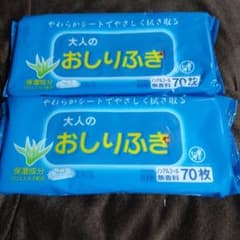 やわらかシートでやさしく拭き取る
大人の
おしりふき
保湿成分
ノンアルコール
無香料
70枚
やわらかシートでやさしく拭き取る
大人の
おしりふき
保湿成分
ノンアルコール
無香料
70枚